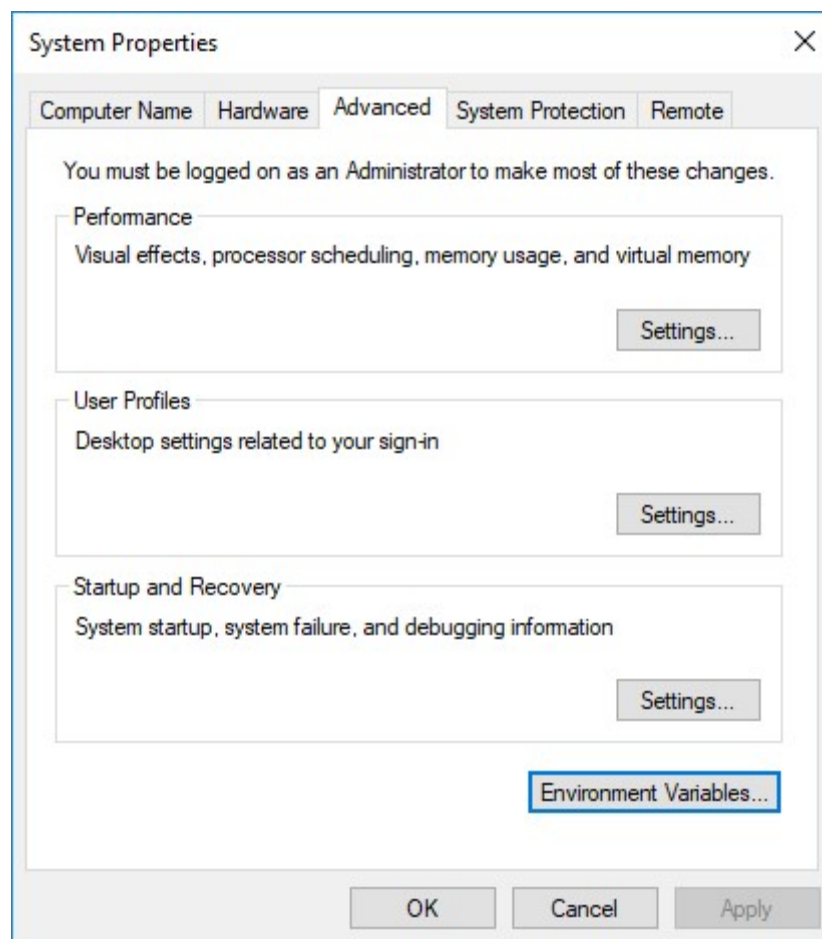 System Properties
Computer Name Hardware Advanced System Protection Remote
You must be logged on as an Administrator to make most of these changes.
Performance
Visual effects, processor scheduling, memory usage, and virtual memory
Settings...
User Profiles
Desktop settings related to your sign-in
Settings...
Startup and Recovery
System startup, system failure, and debugging information
Settings...
Environment Variables...
OK Cancel Apply